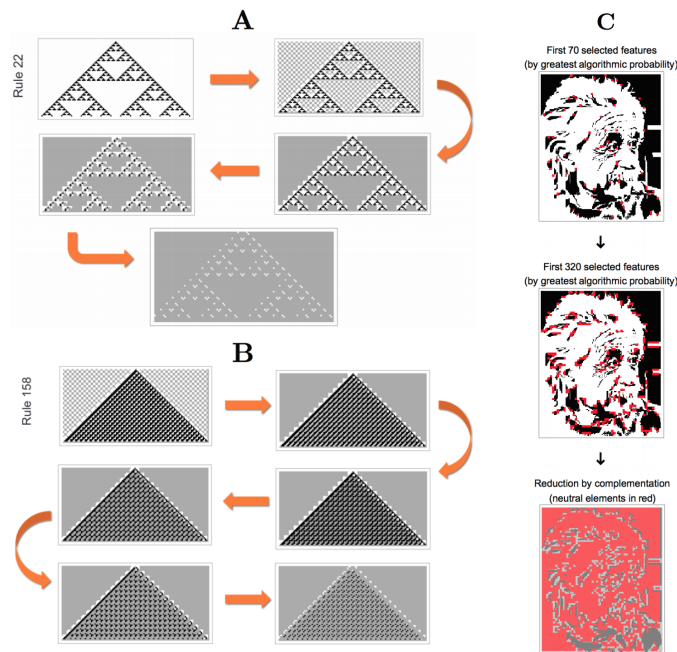 A
Rule 22
B
Rule 158
C
First 70 selected features
(by greatest algorithmic probability)
First 320 selected features
(by greatest algorithmic probability)
Reduction by complementation
(neutral elements in red)